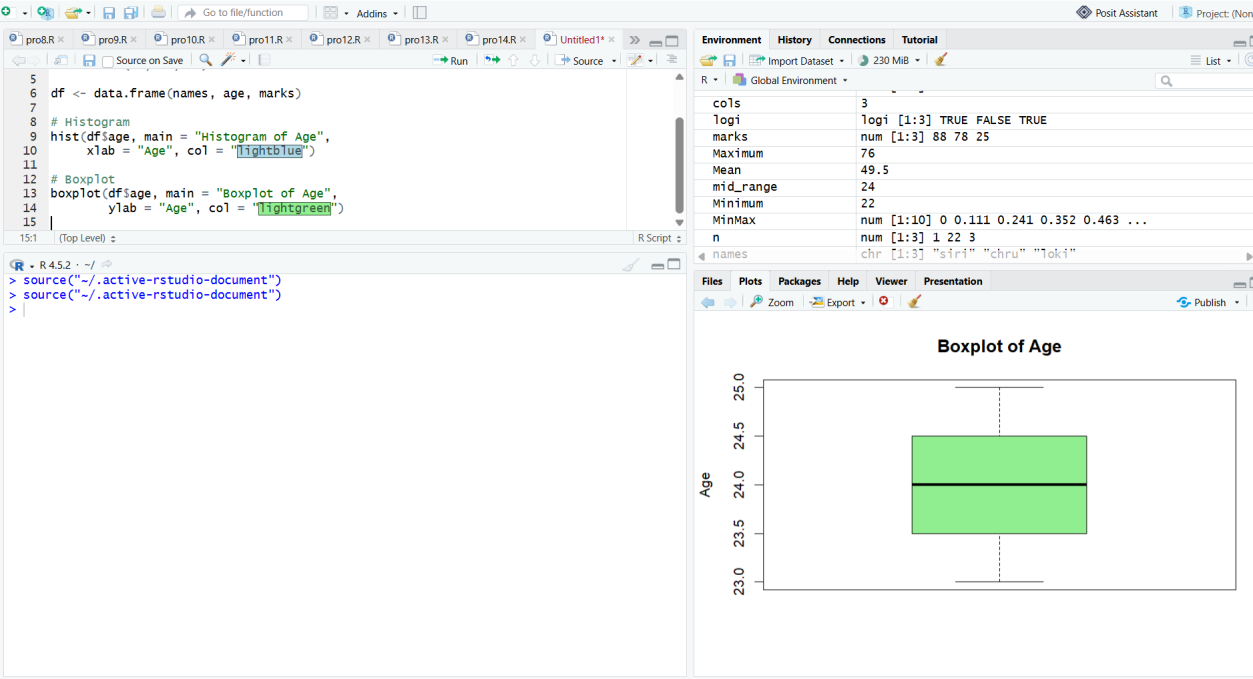 Go to file/function
Addins
Posit Assistant
Project: (Non
pro8.R
pro9.R
pro10.R
pro11.R
pro12.R
pro13.R
pro14.R
Untitled1*
Source on Save
Run
Source
5
6 df <- data.frame(names, age, marks)
7
8 # Histogram
9 hist(df$age, main = "Histogram of Age",
10 xlab = "Age", col = "lightblue")
11
12 # Boxplot
13 boxplot(df$age, main = "Boxplot of Age",
14 ylab = "Age", col = "lightgreen")
15
15:1 (Top Level) R Script
R 4.5.2 · ~/
> source("~/.active-rstudio-document")
> source("~/.active-rstudio-document")
>
Environment History Connections Tutorial
Import Dataset 230 MiB List
R Global Environment
cols 3
logi logi [1:3] TRUE FALSE TRUE
marks num [1:3] 88 78 25
Maximum 76
Mean 49.5
mid_range 24
Minimum 22
MinMax num [1:10] 0 0.111 0.241 0.352 0.463 ...
n num [1:3] 1 22 3
names chr [1:3] "siri" "chru" "loki"
Files Plots Packages Help Viewer Presentation
Zoom Export Publish
Boxplot of Age
Age
25.0
24.5
24.0
23.5
23.0